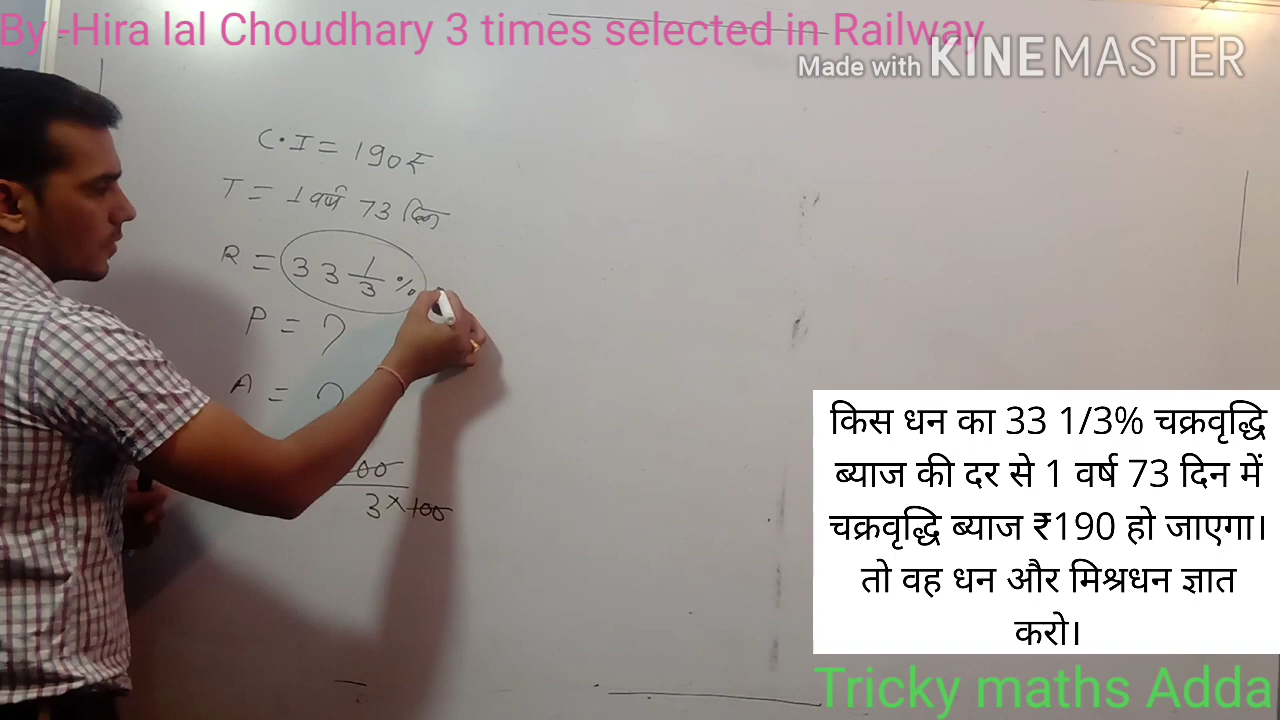 By -Hira lal Choudhary 3 times selected in Railway
Made with KINEMASTER
C.I = 190₹
T = 1 वर्ष 73 दिन
R = 33 1/3 %
P = ?
A = ?
00
3×100
किस धन का 33 1/3% चक्रवृद्धि
ब्याज की दर से 1 वर्ष 73 दिन में
चक्रवृद्धि ब्याज ₹190 हो जाएगा।
तो वह धन और मिश्रधन ज्ञात
करो।
Tricky maths Adda